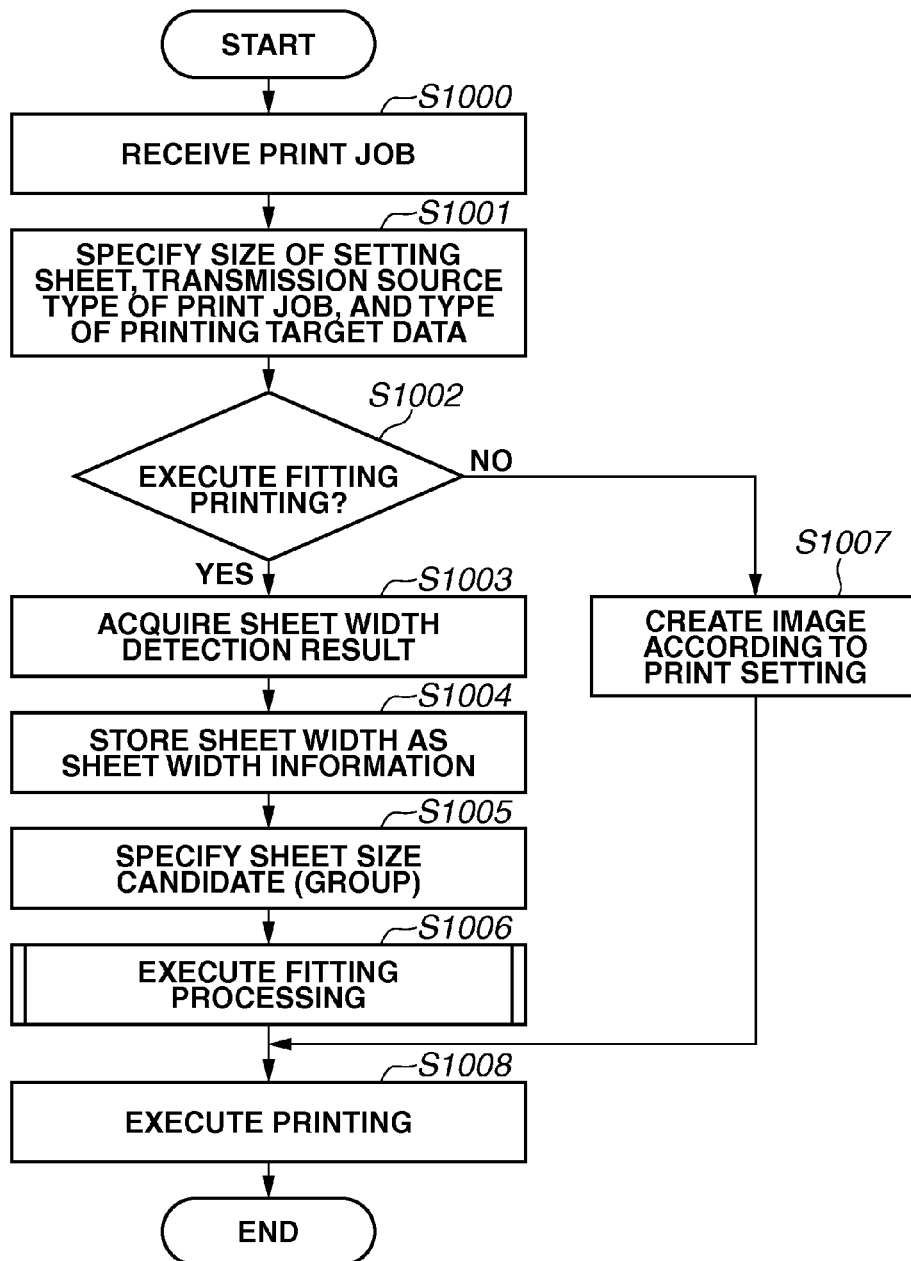 START
S1000
RECEIVE PRINT JOB
S1001
SPECIFY SIZE OF SETTING
SHEET, TRANSMISSION SOURCE
TYPE OF PRINT JOB, AND TYPE
OF PRINTING TARGET DATA
S1002
EXECUTE FITTING
PRINTING?
NO
YES
S1003
ACQUIRE SHEET WIDTH
DETECTION RESULT
S1007
CREATE IMAGE
ACCORDING TO
PRINT SETTING
S1004
STORE SHEET WIDTH AS
SHEET WIDTH INFORMATION
S1005
SPECIFY SHEET SIZE
CANDIDATE (GROUP)
S1006
EXECUTE FITTING
PROCESSING
S1008
EXECUTE PRINTING
END